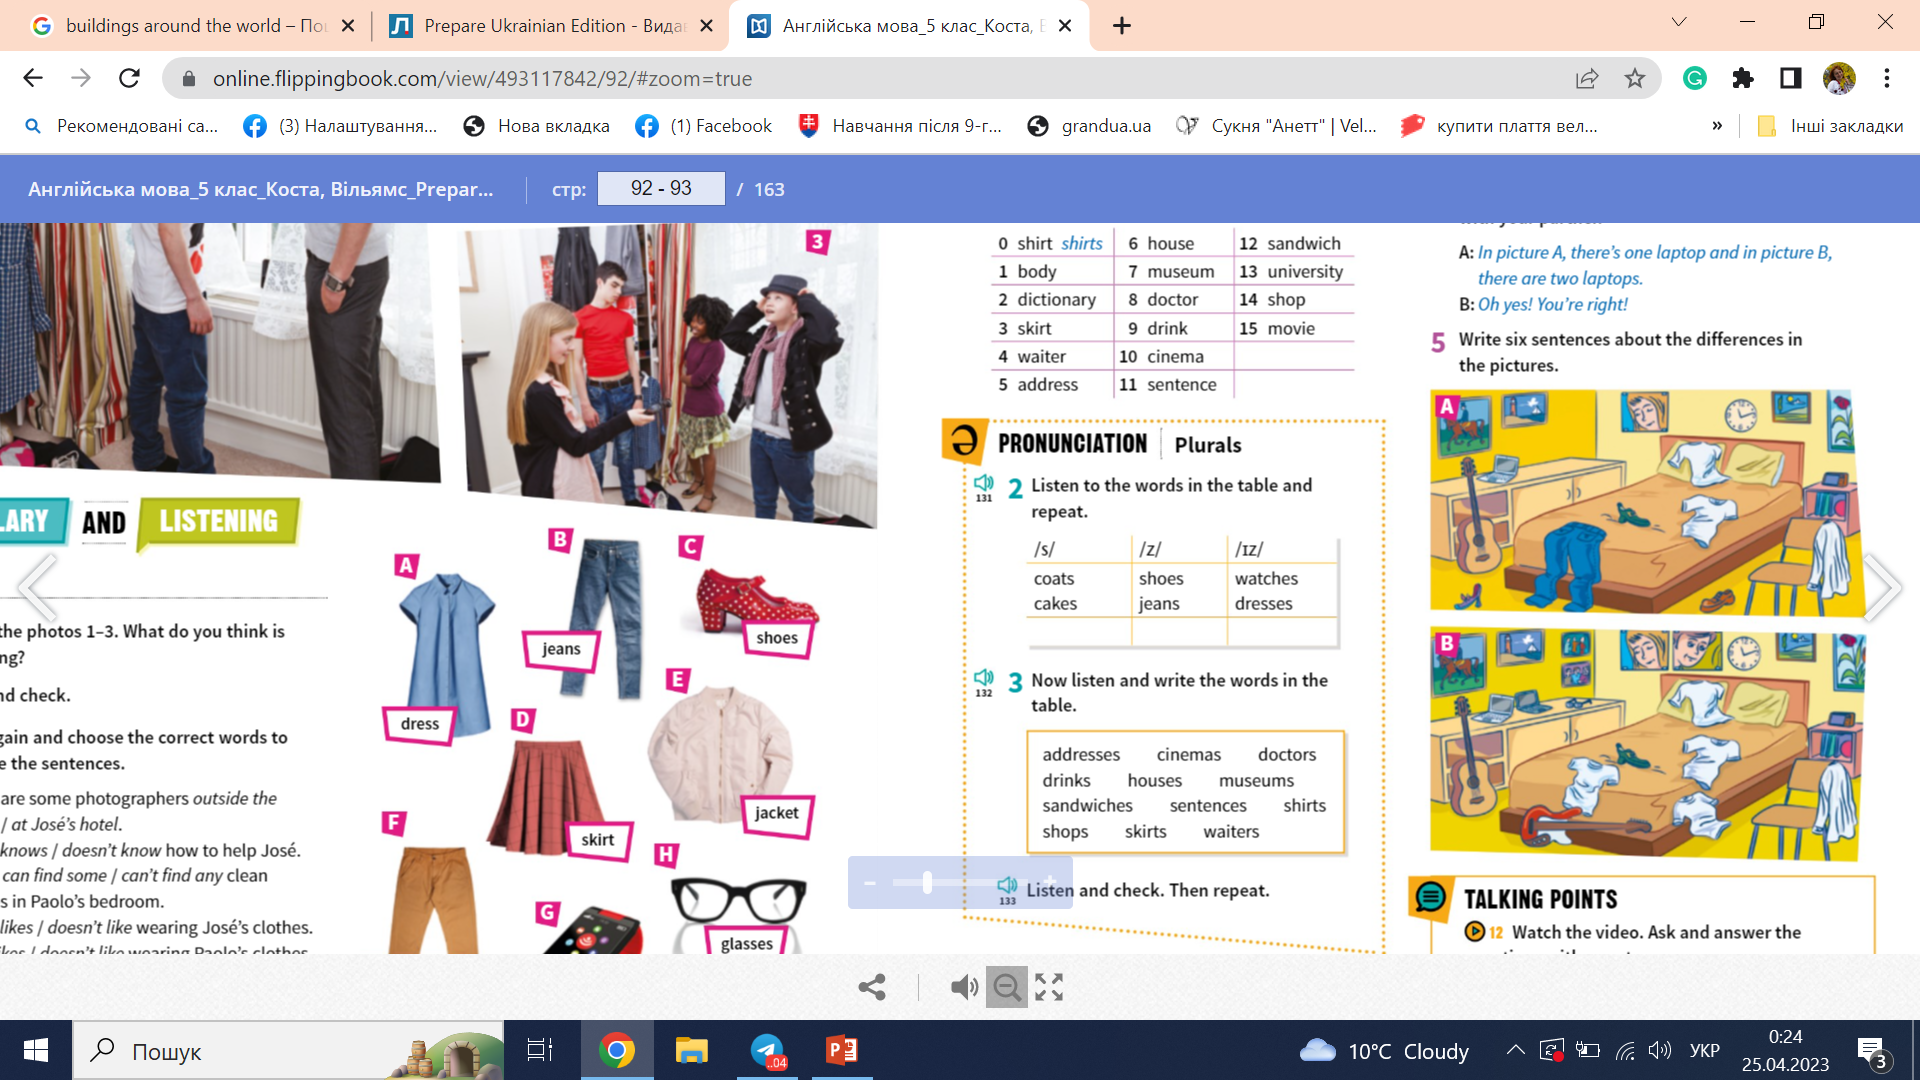 buildings around the world – По
Prepare Ukrainian Edition - Вида
Англійська мова_5 клас_Коста,
online.flippingbook.com/view/493117842/92/#zoom=true
Рекомендовані са...
(3) Налаштування...
Нова вкладка
(1) Facebook
Навчання після 9-г...
grandua.ua
Сукня "Анетт" | Vel...
купити плаття вел...
»
Інші закладки
Англійська мова_5 клас_Коста, Вільямс_Prepar...
стр: 92 - 93 / 163
3
LARY AND LISTENING
the photos 1–3. What do you think is
ng?
nd check.
gain and choose the correct words to
e the sentences.
are some photographers outside the
/ at José's hotel.
knows / doesn't know how to help José.
can find some / can't find any clean
s in Paolo's bedroom.
likes / doesn't like wearing José's clothes.
ikes / doesn't like wearing Paolo's clothes.
A
dress
B
jeans
C
shoes
D
skirt
E
jacket
F
G
H
glasses
0 shirt shirts 6 house 12 sandwich
1 body 7 museum 13 university
2 dictionary 8 doctor 14 shop
3 skirt 9 drink 15 movie
4 waiter 10 cinema
5 address 11 sentence
ə PRONUNCIATION | Plurals
131 2 Listen to the words in the table and
repeat.
/s/ /z/ /ɪz/
coats shoes watches
cakes jeans dresses
132 3 Now listen and write the words in the
table.
addresses cinemas doctors
drinks houses museums
sandwiches sentences shirts
shops skirts waiters
133 Listen and check. Then repeat.
A: In picture A, there's one laptop and in picture B,
there are two laptops.
B: Oh yes! You're right!
5 Write six sentences about the differences in
the pictures.
A
B
TALKING POINTS
12 Watch the video. Ask and answer the
Пошук
..04
10°C Cloudy
УКР
0:24
25.04.2023
3